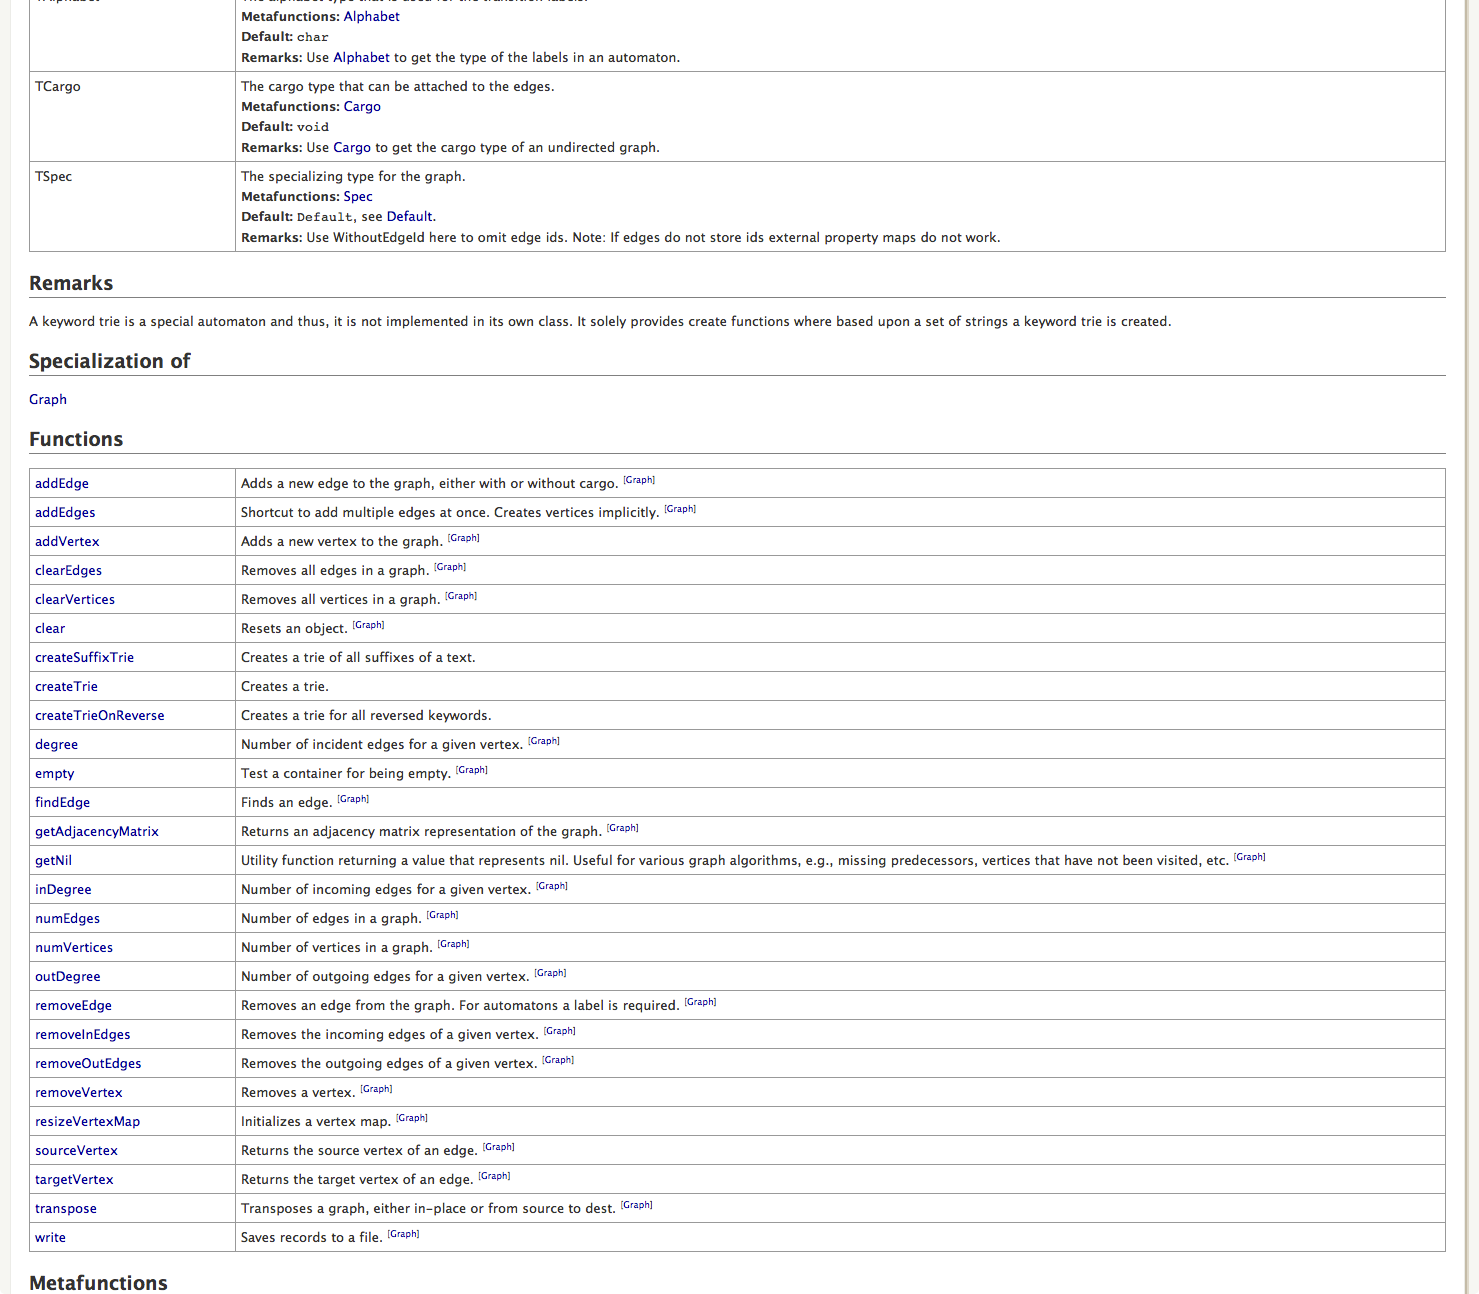 Metafunctions: Alphabet
Default: char
Remarks: Use Alphabet to get the type of the labels in an automaton.
TCargo
The cargo type that can be attached to the edges.
Metafunctions: Cargo
Default: void
Remarks: Use Cargo to get the cargo type of an undirected graph.
TSpec
The specializing type for the graph.
Metafunctions: Spec
Default: Default, see Default.
Remarks: Use WithoutEdgeId here to omit edge ids. Note: If edges do not store ids external property maps do not work.
Remarks
A keyword trie is a special automaton and thus, it is not implemented in its own class. It solely provides create functions where based upon a set of strings a keyword trie is created.
Specialization of
Graph
Functions
addEdge Adds a new edge to the graph, either with or without cargo. [Graph]
addEdges Shortcut to add multiple edges at once. Creates vertices implicitly. [Graph]
addVertex Adds a new vertex to the graph. [Graph]
clearEdges Removes all edges in a graph. [Graph]
clearVertices Removes all vertices in a graph. [Graph]
clear Resets an object. [Graph]
createSuffixTrie Creates a trie of all suffixes of a text.
createTrie Creates a trie.
createTrieOnReverse Creates a trie for all reversed keywords.
degree Number of incident edges for a given vertex. [Graph]
empty Test a container for being empty. [Graph]
findEdge Finds an edge. [Graph]
getAdjacencyMatrix Returns an adjacency matrix representation of the graph. [Graph]
getNil Utility function returning a value that represents nil. Useful for various graph algorithms, e.g., missing predecessors, vertices that have not been visited, etc. [Graph]
inDegree Number of incoming edges for a given vertex. [Graph]
numEdges Number of edges in a graph. [Graph]
numVertices Number of vertices in a graph. [Graph]
outDegree Number of outgoing edges for a given vertex. [Graph]
removeEdge Removes an edge from the graph. For automatons a label is required. [Graph]
removeInEdges Removes the incoming edges of a given vertex. [Graph]
removeOutEdges Removes the outgoing edges of a given vertex. [Graph]
removeVertex Removes a vertex. [Graph]
resizeVertexMap Initializes a vertex map. [Graph]
sourceVertex Returns the source vertex of an edge. [Graph]
targetVertex Returns the target vertex of an edge. [Graph]
transpose Transposes a graph, either in-place or from source to dest. [Graph]
write Saves records to a file. [Graph]
Metafunctions